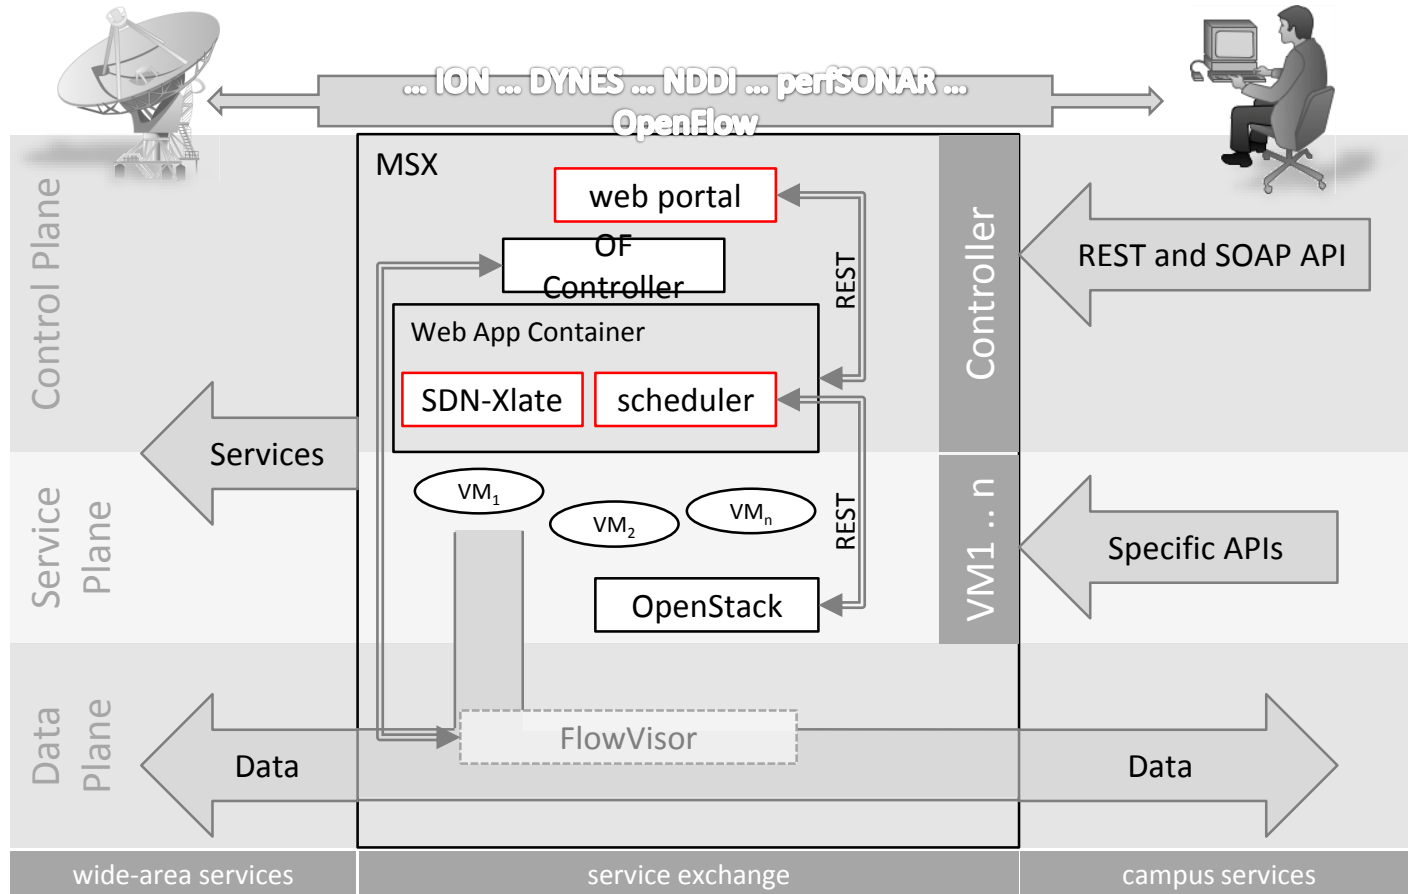 ... ION ... DYNES ... NDDI ... perfSONAR ...
OpenFlow
MSX
web portal
OF
Controller
REST
Web App Container
SDN-Xlate
scheduler
Controller
REST and SOAP API
Control Plane
Services
Service
Plane
VM1
VM2
VMn
REST
OpenStack
VM1 .. n
Specific APIs
Data
Plane
Data
FlowVisor
Data
wide-area services
service exchange
campus services